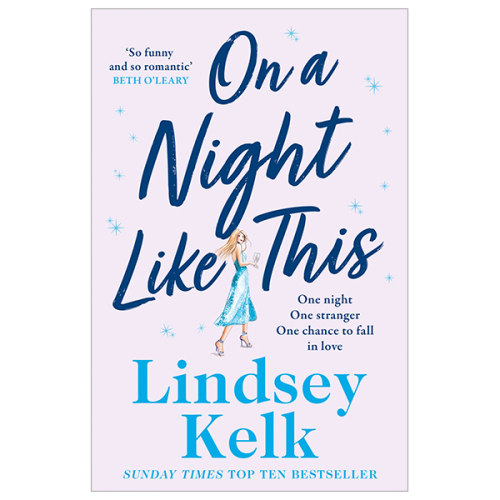 'So funny
and so romantic'
BETH O'LEARY
On a
Night
Like This
One night
One stranger
One chance to fall
in love
Lindsey
Kelk
SUNDAY TIMES TOP TEN BESTSELLER